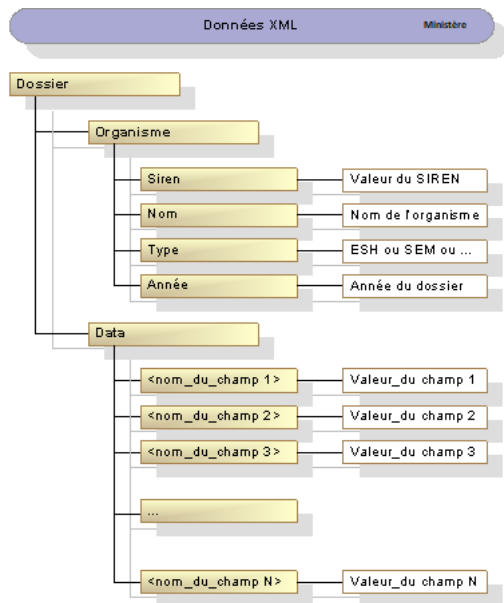 Données XML Ministère
Dossier
Organisme
Siren Valeur du SIREN
Nom Nom de l'organisme
Type ESH ou SEM ou ...
Année Année du dossier
Data
<nom_du_champ 1> Valeur_du champ 1
<nom_du_champ 2> Valeur_du champ 2
<nom_du_champ 3> Valeur_du champ 3
...
<nom_du_champ N> Valeur_du champ N